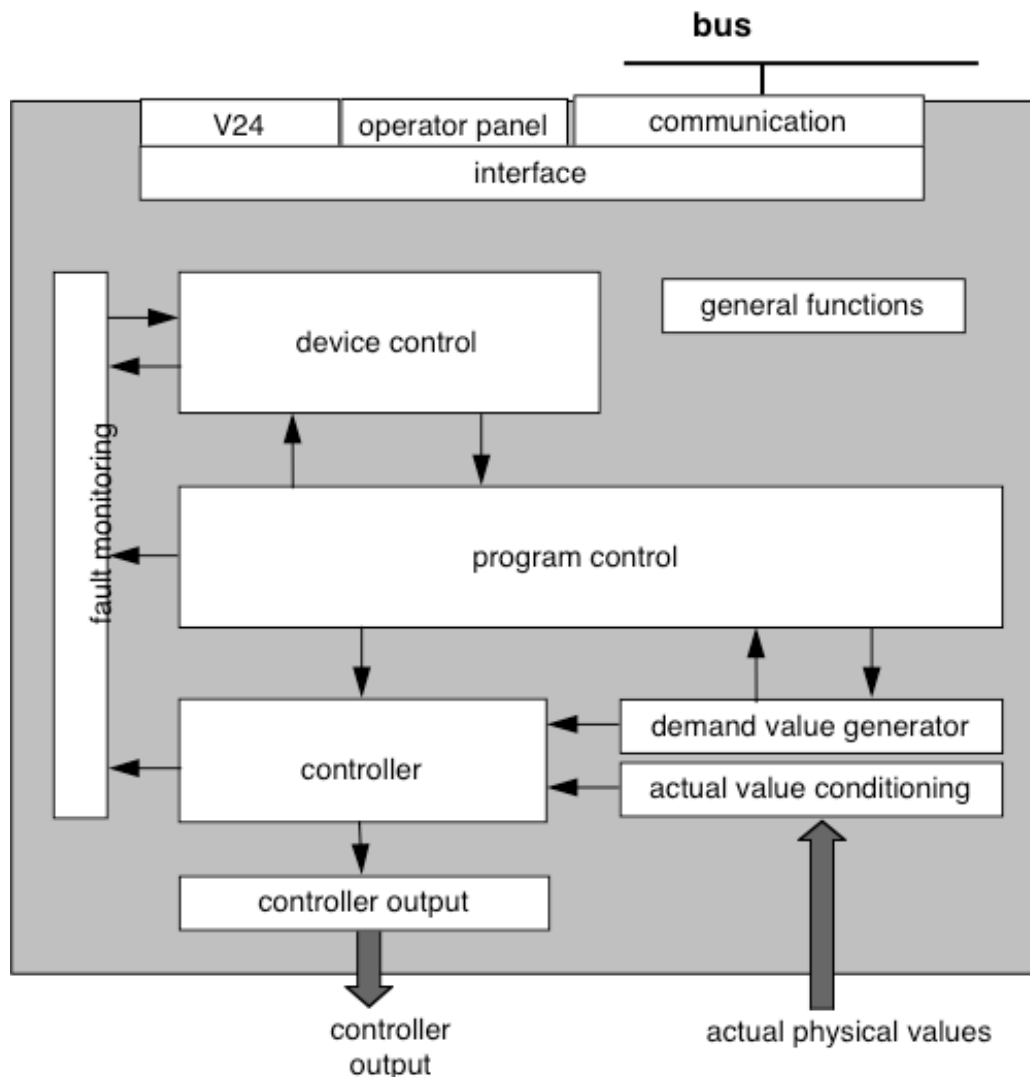 bus
V24
operator panel
communication
interface
general functions
device control
fault monitoring
program control
demand value generator
controller
actual value conditioning
controller output
controller
output
actual physical values